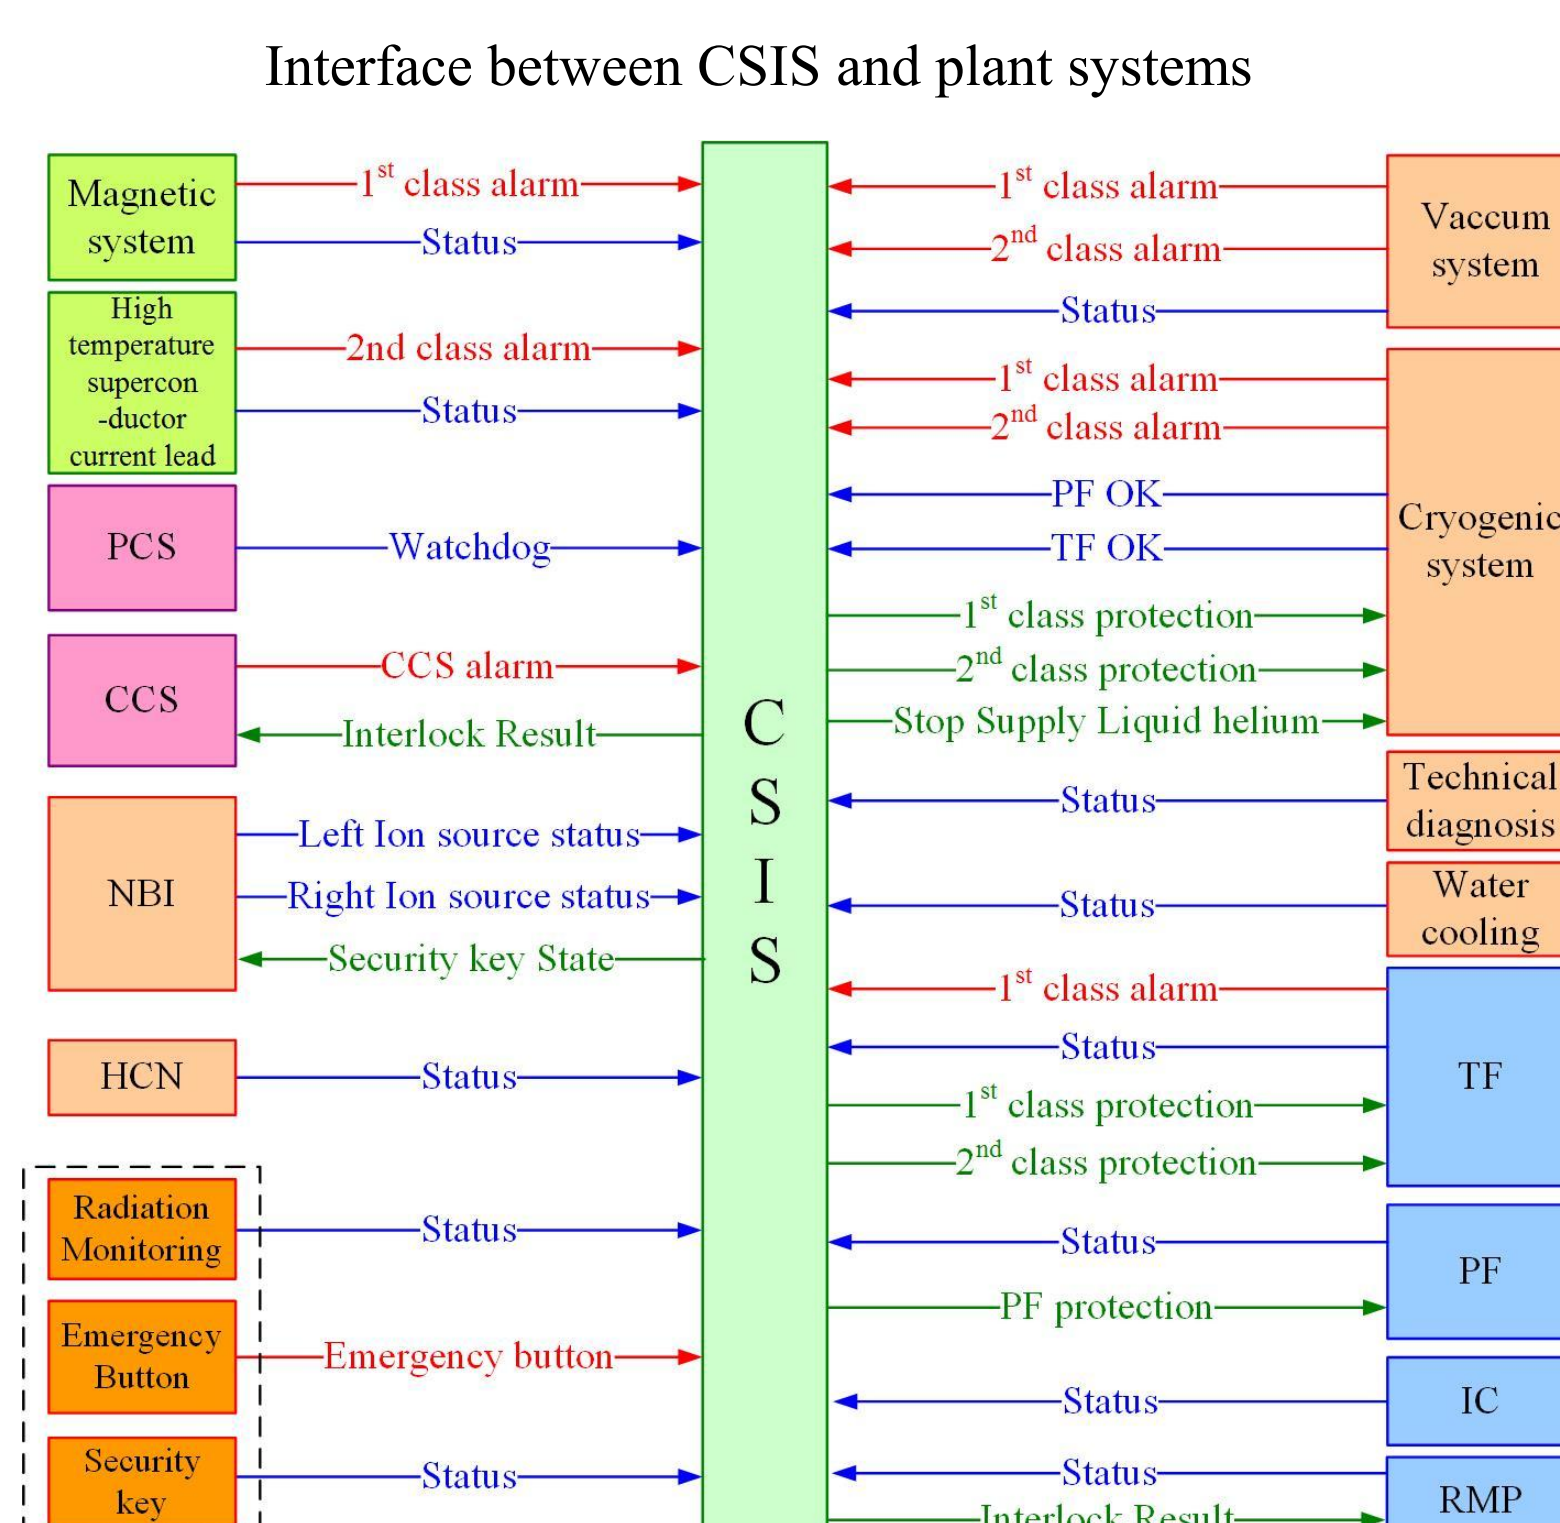 Interface between CSIS and plant systems
Magnetic
system
1st class alarm
Status
High
temperature
supercon
-ductor
current lead
2nd class alarm
Status
PCS
Watchdog
CCS
CCS alarm
Interlock Result
NBI
Left Ion source status
Right Ion source status
Security key State
HCN
Status
Radiation
Monitoring
Status
Emergency
Button
Emergency button
Security
key
Status
C
S
I
S
1st class alarm
2nd class alarm
Status
Vaccum
system
1st class alarm
2nd class alarm
PF OK
TF OK
1st class protection
2nd class protection
Stop Supply Liquid helium
Cryogenic
system
Status
Technical
diagnosis
Status
Water
cooling
1st class alarm
Status
1st class protection
2nd class protection
TF
Status
PF protection
PF
Status
IC
Status
Interlock Result
RMP